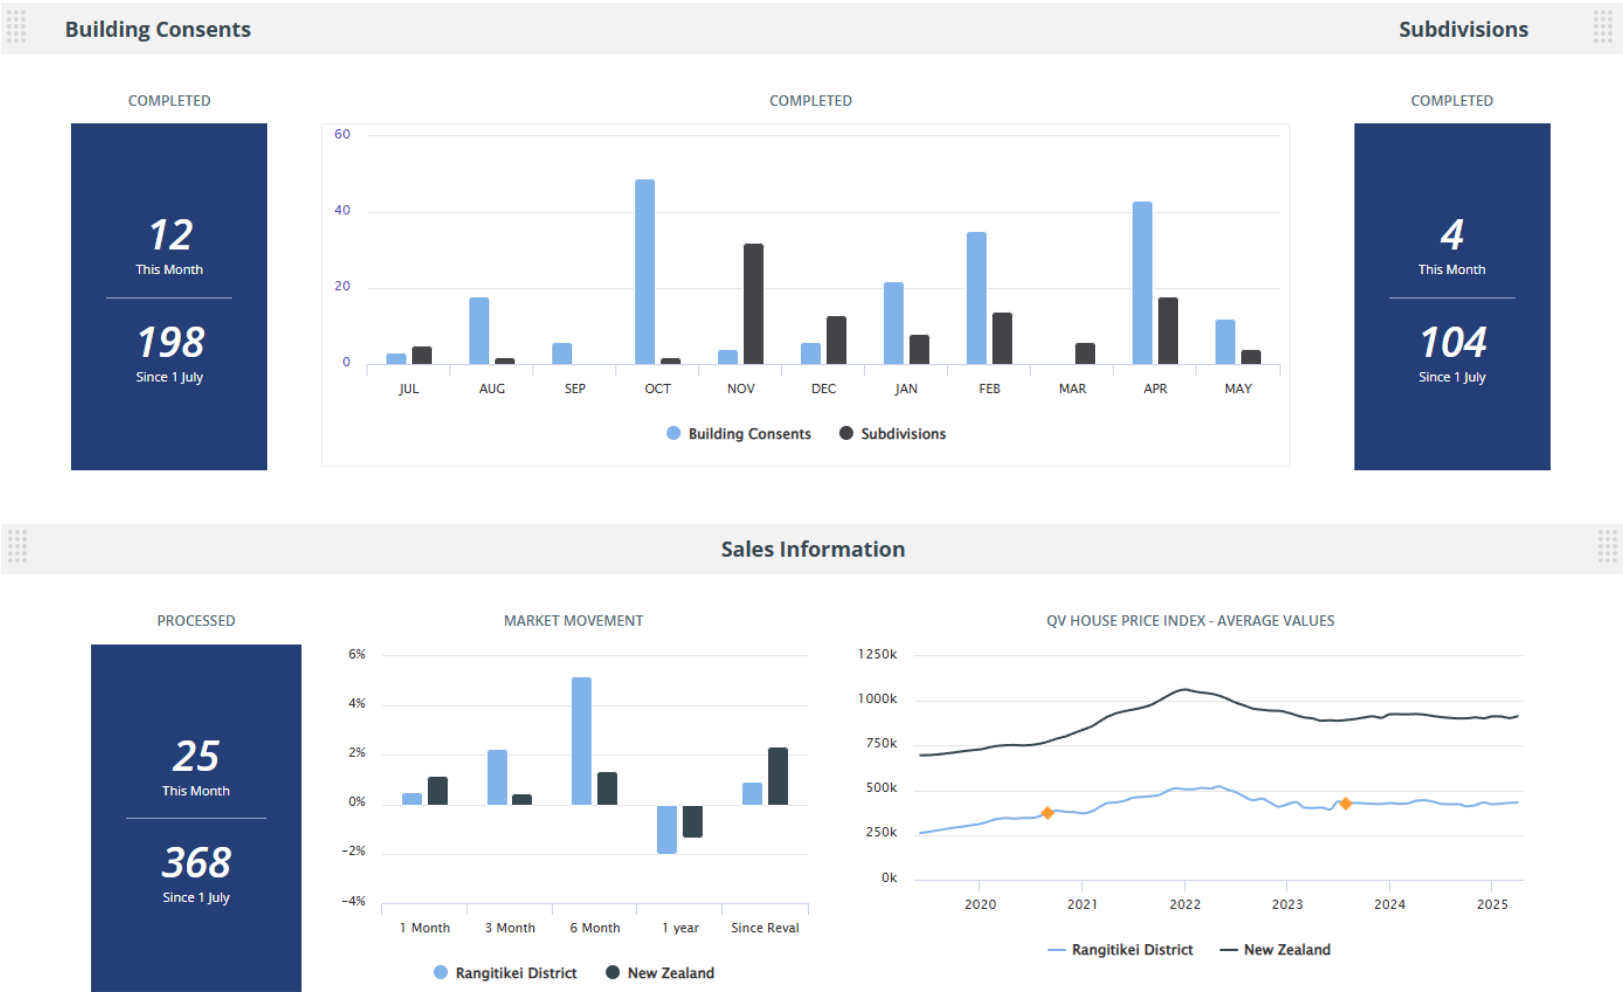 Building Consents
Subdivisions
COMPLETED
12
This Month
198
Since 1 July
COMPLETED
60
40
20
0
JUL AUG SEP OCT NOV DEC JAN FEB MAR APR MAY
Building Consents Subdivisions
COMPLETED
4
This Month
104
Since 1 July
Sales Information
PROCESSED
25
This Month
368
Since 1 July
MARKET MOVEMENT
6%
4%
2%
0%
-2%
-4%
1 Month 3 Month 6 Month 1 year Since Reval
Rangitikei District New Zealand
QV HOUSE PRICE INDEX - AVERAGE VALUES
1250k
1000k
750k
500k
250k
0k
2020 2021 2022 2023 2024 2025
Rangitikei District New Zealand